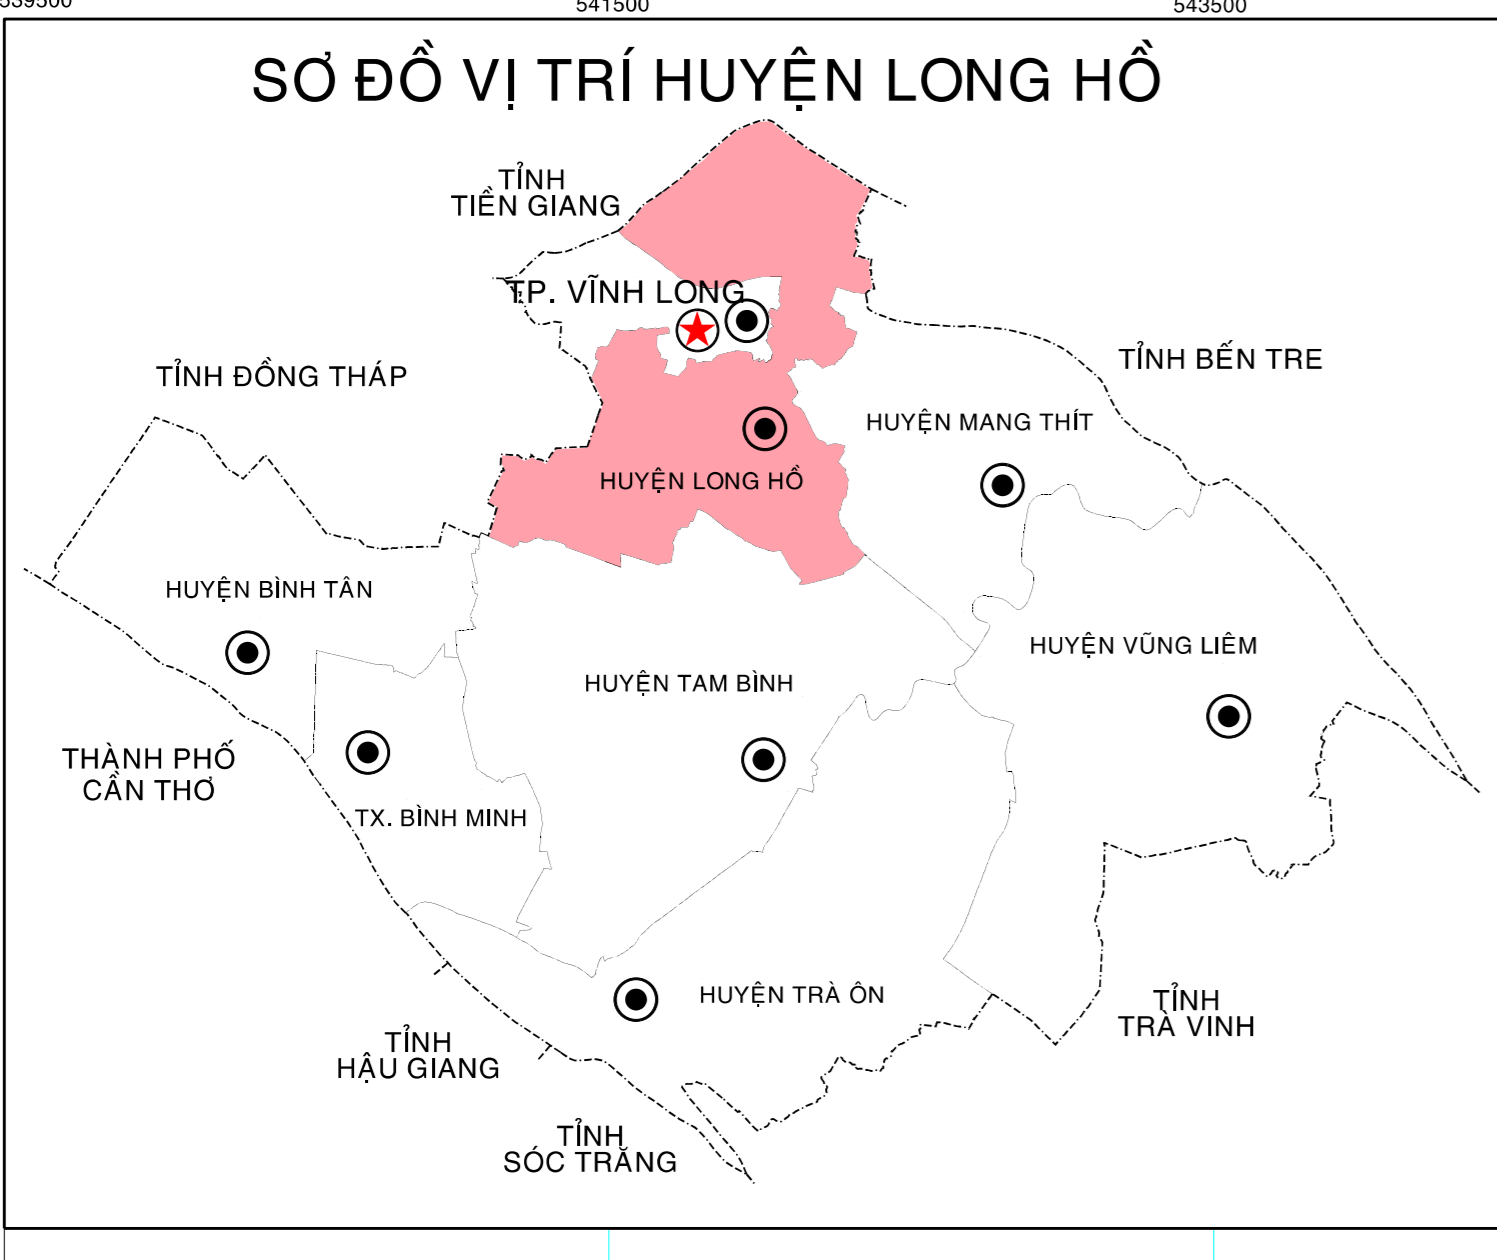 539500
541500
543500
SƠ ĐỒ VỊ TRÍ HUYỆN LONG HỒ
TỈNH
TIỀN GIANG
TP. VĨNH LONG
TỈNH ĐỒNG THÁP
TỈNH BẾN TRE
HUYỆN MANG THÍT
HUYỆN LONG HỒ
HUYỆN BÌNH TÂN
HUYỆN VŨNG LIÊM
HUYỆN TAM BÌNH
THÀNH PHỐ
CẦN THƠ
TX. BÌNH MINH
HUYỆN TRÀ ÔN
TỈNH
TRÀ VINH
TỈNH
HẬU GIANG
TỈNH
SÓC TRĂNG